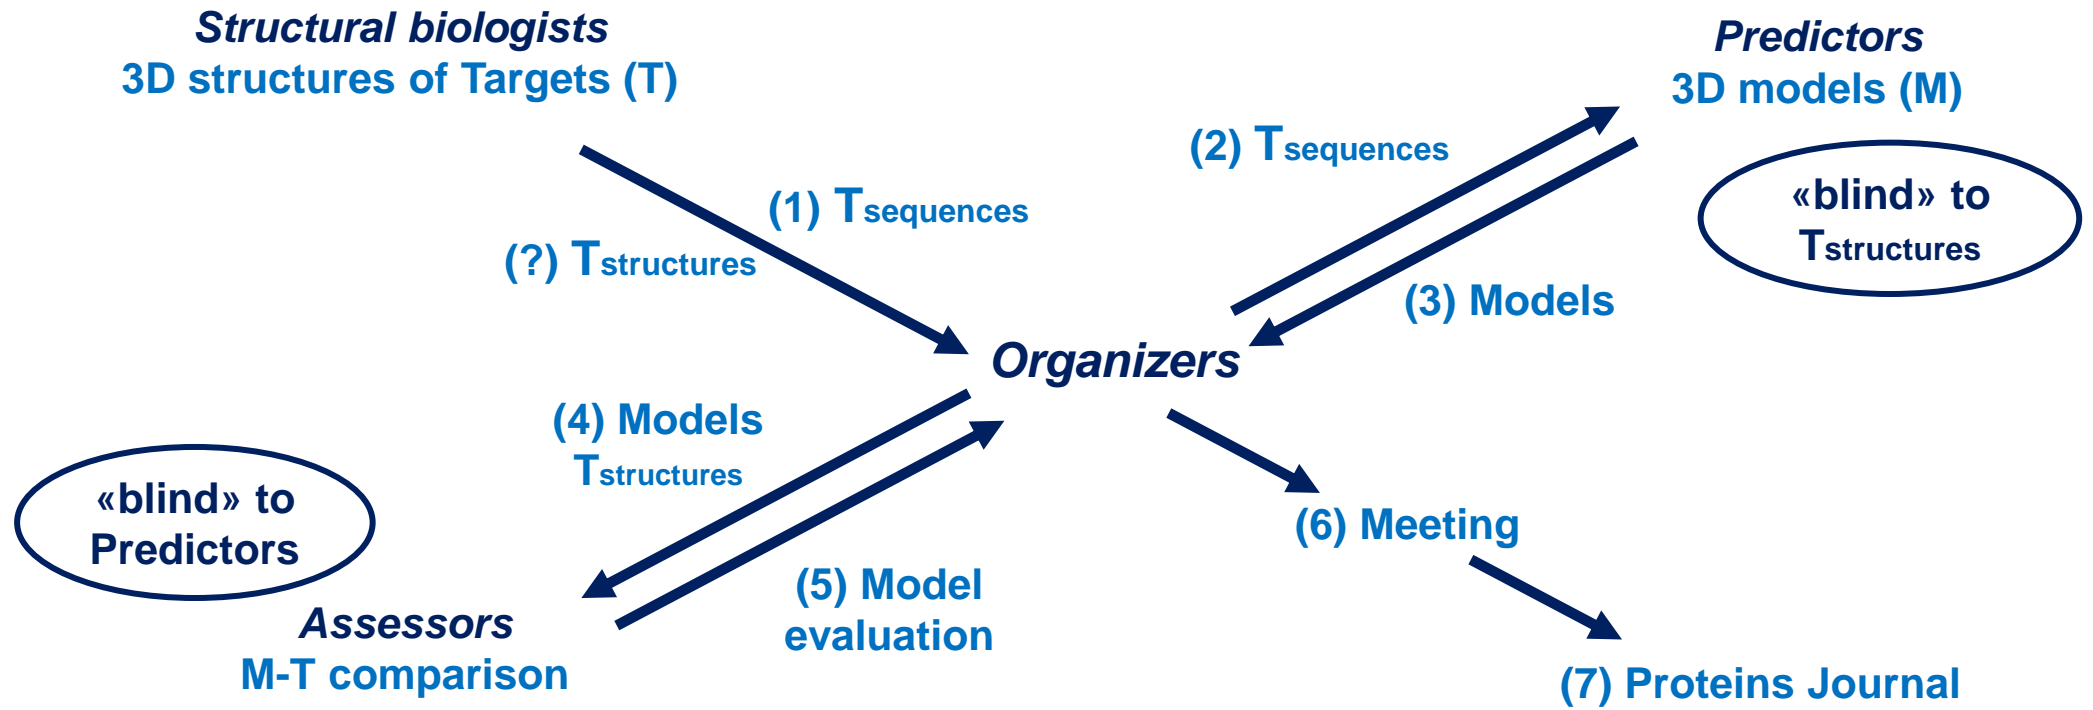 Structural biologists
3D structures of Targets (T)
Predictors
3D models (M)
(2) Tsequences
«blind» to
Tstructures
(1) Tsequences
(?) Tstructures
(3) Models
Organizers
(4) Models
Tstructures
«blind» to
Predictors
(6) Meeting
(5) Model
evaluation
Assessors
M-T comparison
(7) Proteins Journal